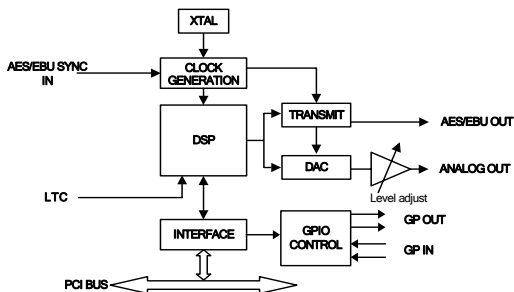 XTAL
AES/EBU SYNC
IN
CLOCK
GENERATION
TRANSMIT
AES/EBU OUT
DSP
DAC
ANALOG OUT
Level adjust
LTC
INTERFACE
GPIO
CONTROL
GP OUT
GP IN
PCI BUS